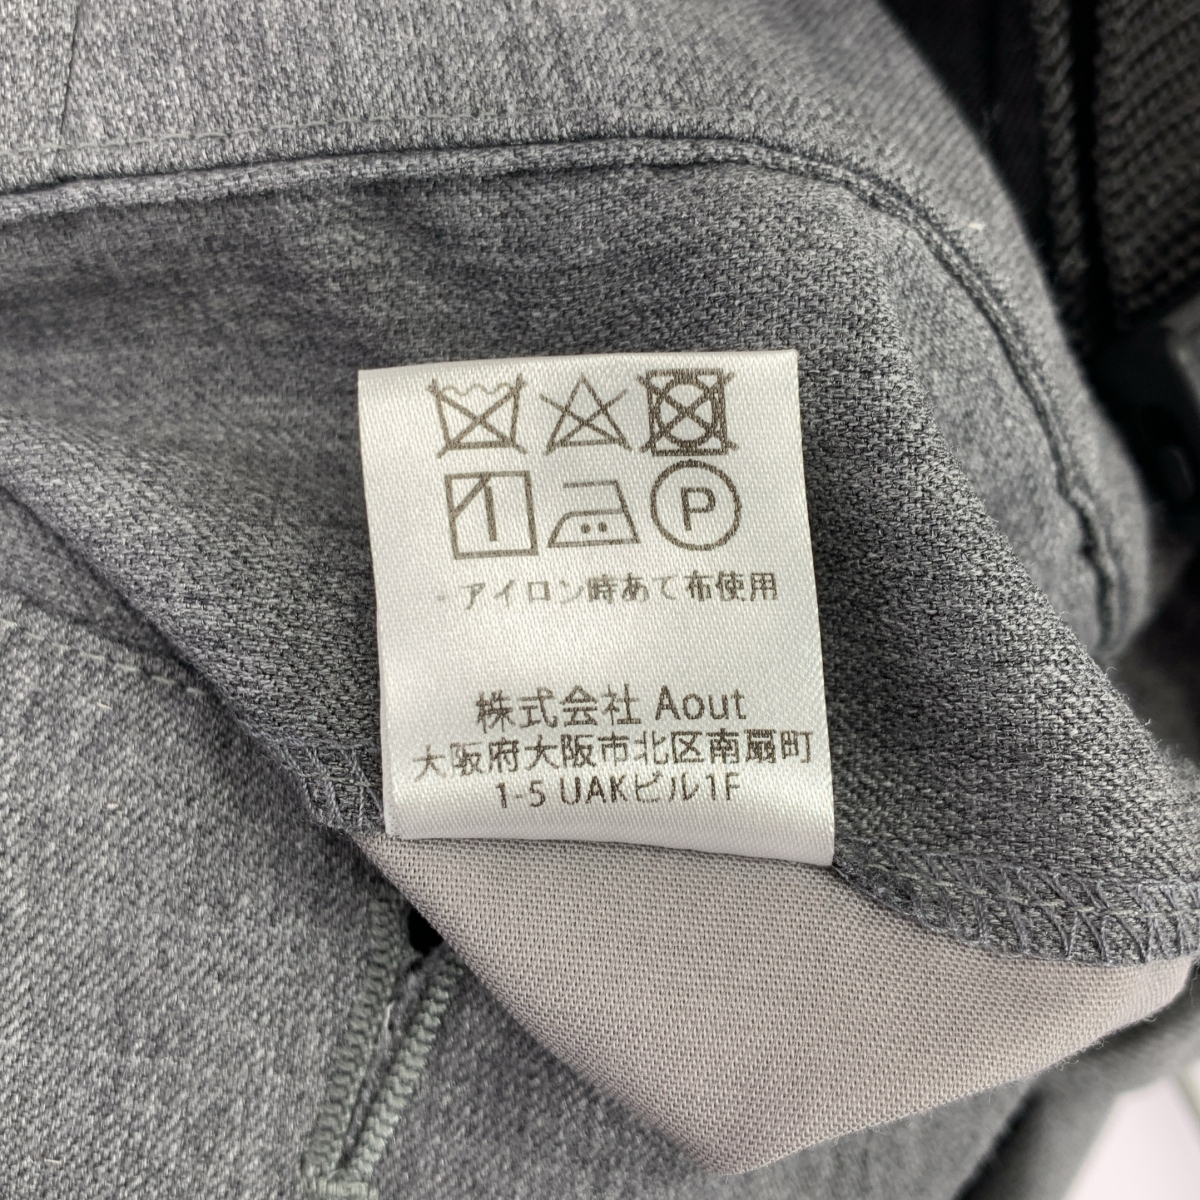 P
- アイロン時あて布使用
株式会社 Aout
大阪府大阪市北区南扇町
1-5 UAKビル1F